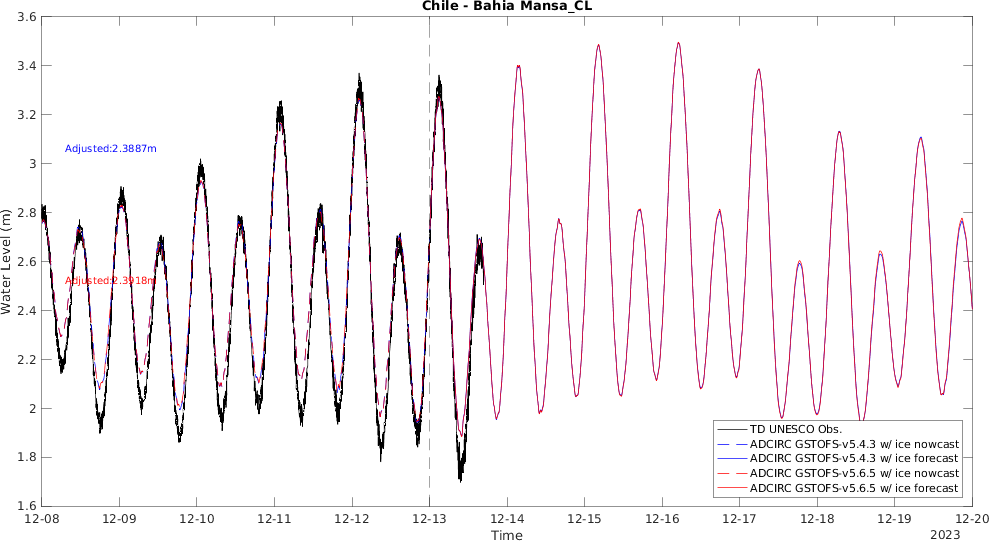 Chile - Bahia Mansa_CL
3.6
3.4
3.2
3
2.8
2.6
2.4
2.2
2
1.8
1.6
Water Level (m)
Adjusted:2.3887m
Adjusted:2.3918m
TD UNESCO Obs.
ADCIRC GSTOFS-v5.4.3 w/ ice nowcast
ADCIRC GSTOFS-v5.4.3 w/ ice forecast
ADCIRC GSTOFS-v5.6.5 w/ ice nowcast
ADCIRC GSTOFS-v5.6.5 w/ ice forecast
12-08 12-09 12-10 12-11 12-12 12-13 12-14 12-15 12-16 12-17 12-18 12-19 12-20
Time
2023